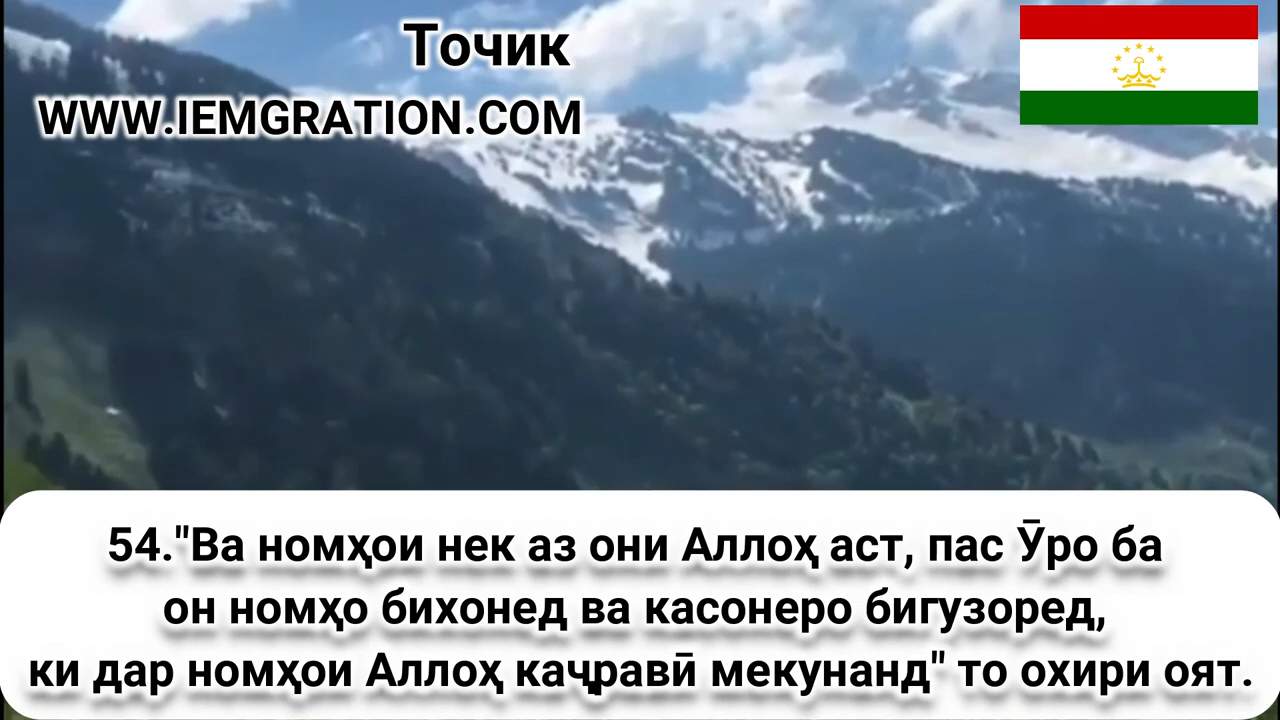 Точик
WWW.IEMGRATION.COM
54."Ва номҳои нек аз они Аллоҳ аст, пас Ӯро ба
он номҳо бихонед ва касонеро бигузоред,
ки дар номҳои Аллоҳ каҷравӣ мекунанд" то охири оят.